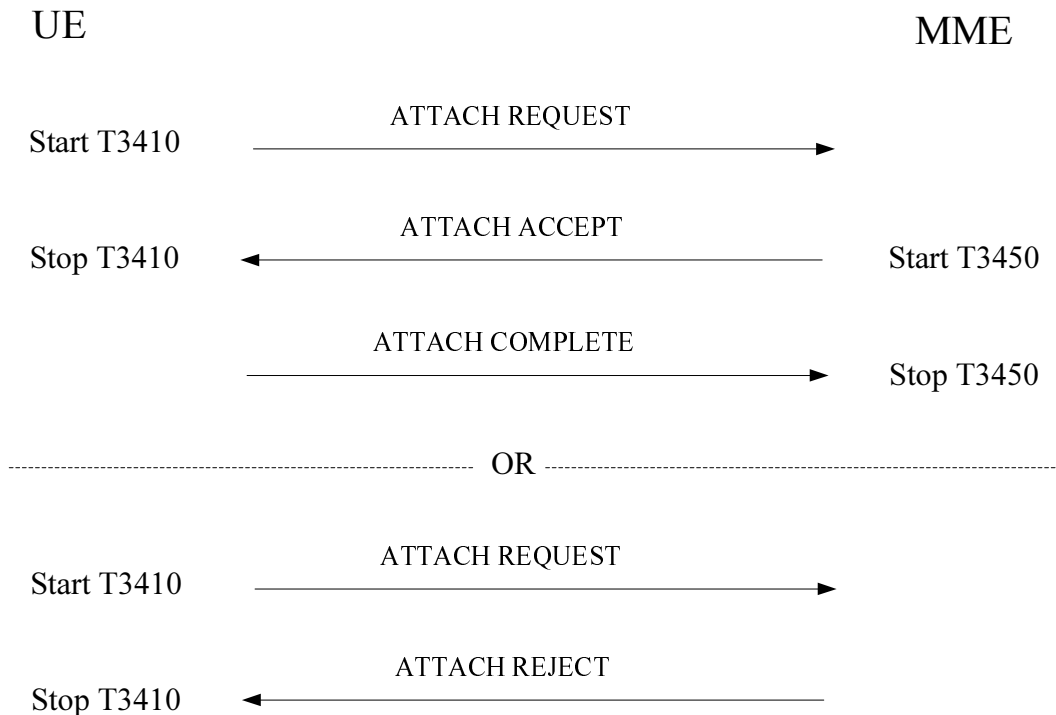 UE MME
ATTACH REQUEST
Start T3410
ATTACH ACCEPT
Stop T3410 Start T3450
ATTACH COMPLETE
Stop T3450
OR
ATTACH REQUEST
Start T3410
ATTACH REJECT
Stop T3410